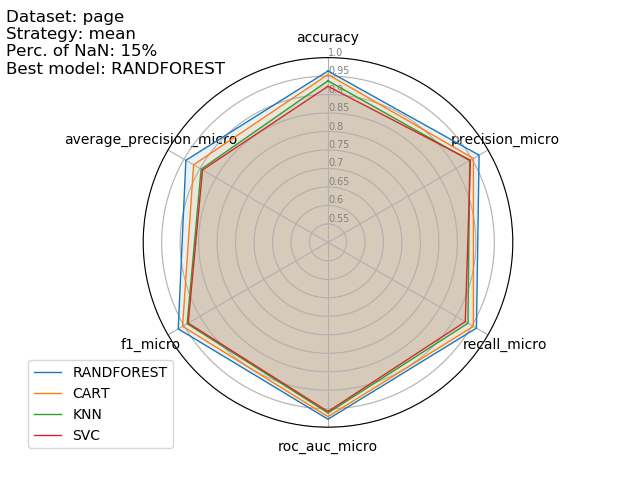 Dataset: page
Strategy: mean
Perc. of NaN: 15%
Best model: RANDFOREST
accuracy
1.0
0.95
0.9
0.85
0.8
0.75
0.7
0.65
0.6
0.55
average_precision_micro
precision_micro
f1_micro
recall_micro
roc_auc_micro
RANDFOREST
CART
KNN
SVC